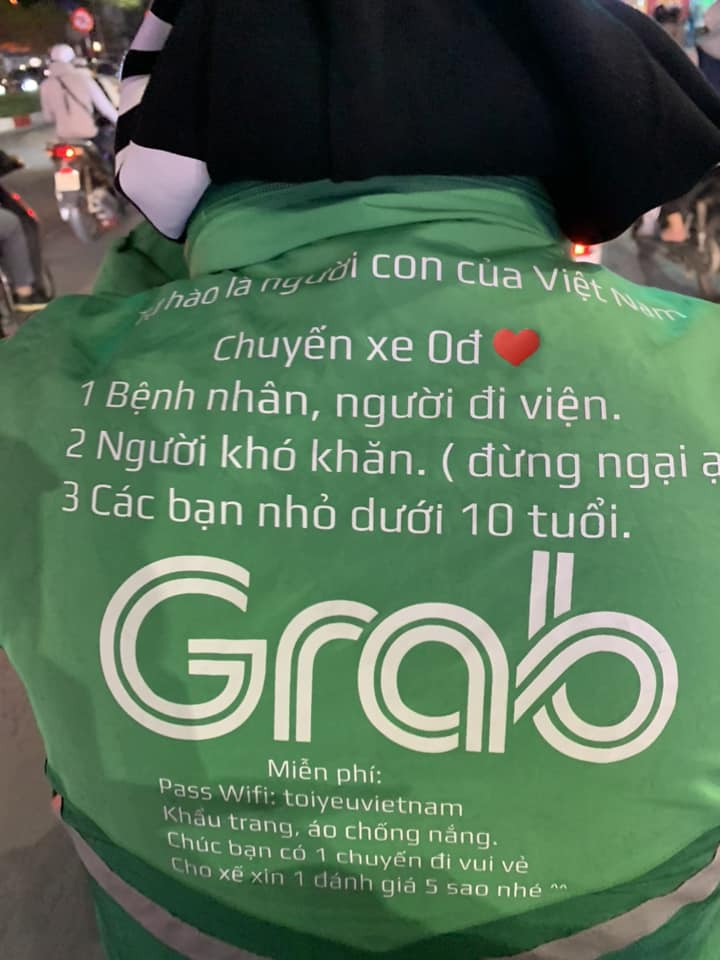 Tự hào là người con của Việt Nam
Chuyến xe 0đ ❤️
1 Bệnh nhân, người đi viện.
2 Người khó khăn. ( đừng ngại ạ
3 Các bạn nhỏ dưới 10 tuổi.
Grab
Miễn phí:
Pass Wifi: toiyeuvietnam
Khẩu trang, áo chống nắng.
Chúc bạn có 1 chuyến đi vui vẻ
Cho xế xin 1 đánh giá 5 sao nhé ^^